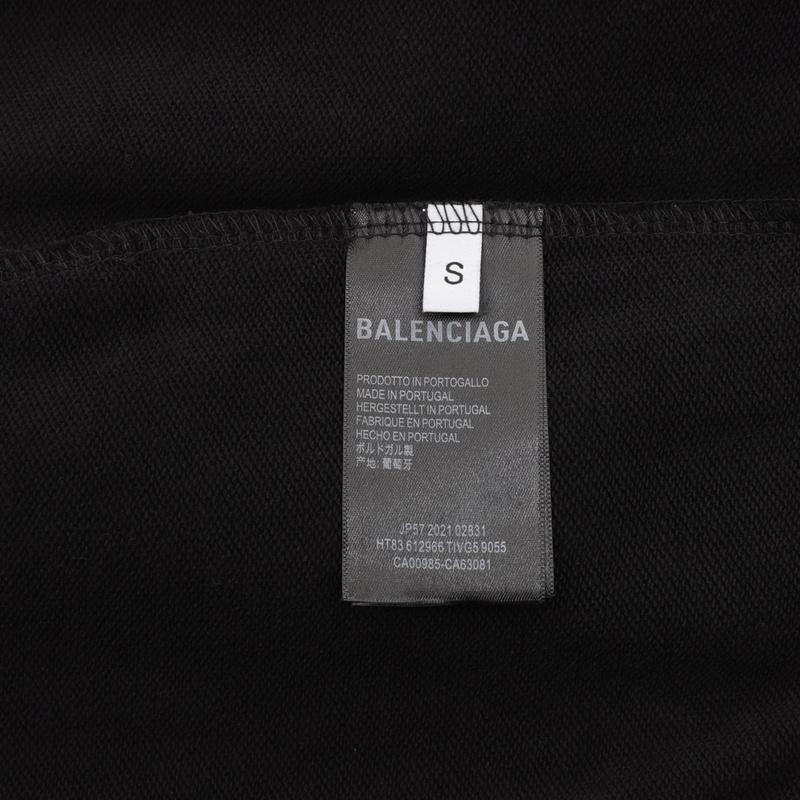 S
BALENCIAGA
PRODOTTO IN PORTOGALLO
MADE IN PORTUGAL
HERGESTELLT IN PORTUGAL
FABRIQUE EN PORTUGAL
HECHO EN PORTUGAL
ポルドガル製
产地: 葡萄牙
JP57 2021 02831
HT83 612966 TIVG5 9055
CA00985-CA63081